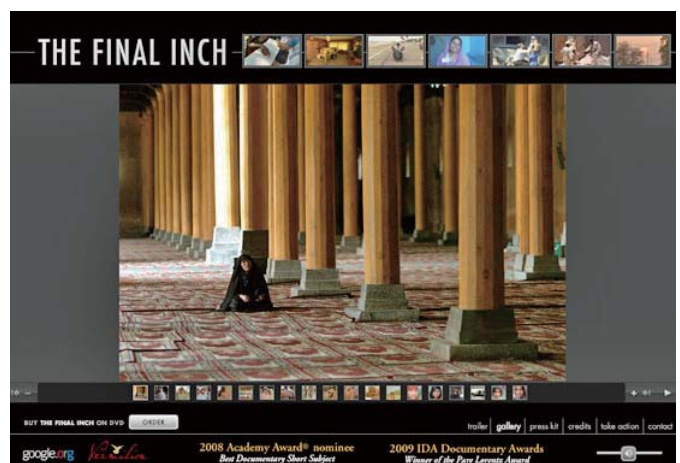 THE FINAL INCH
BUY THE FINAL INCH ON DVD
ORDER
trailer
gallery
press kit
credits
take action
contact
google.org
2008 Academy Award® nominee
Best Documentary Short Subject
2009 IDA Documentary Awards
Winner of the Pare Lorentz Award